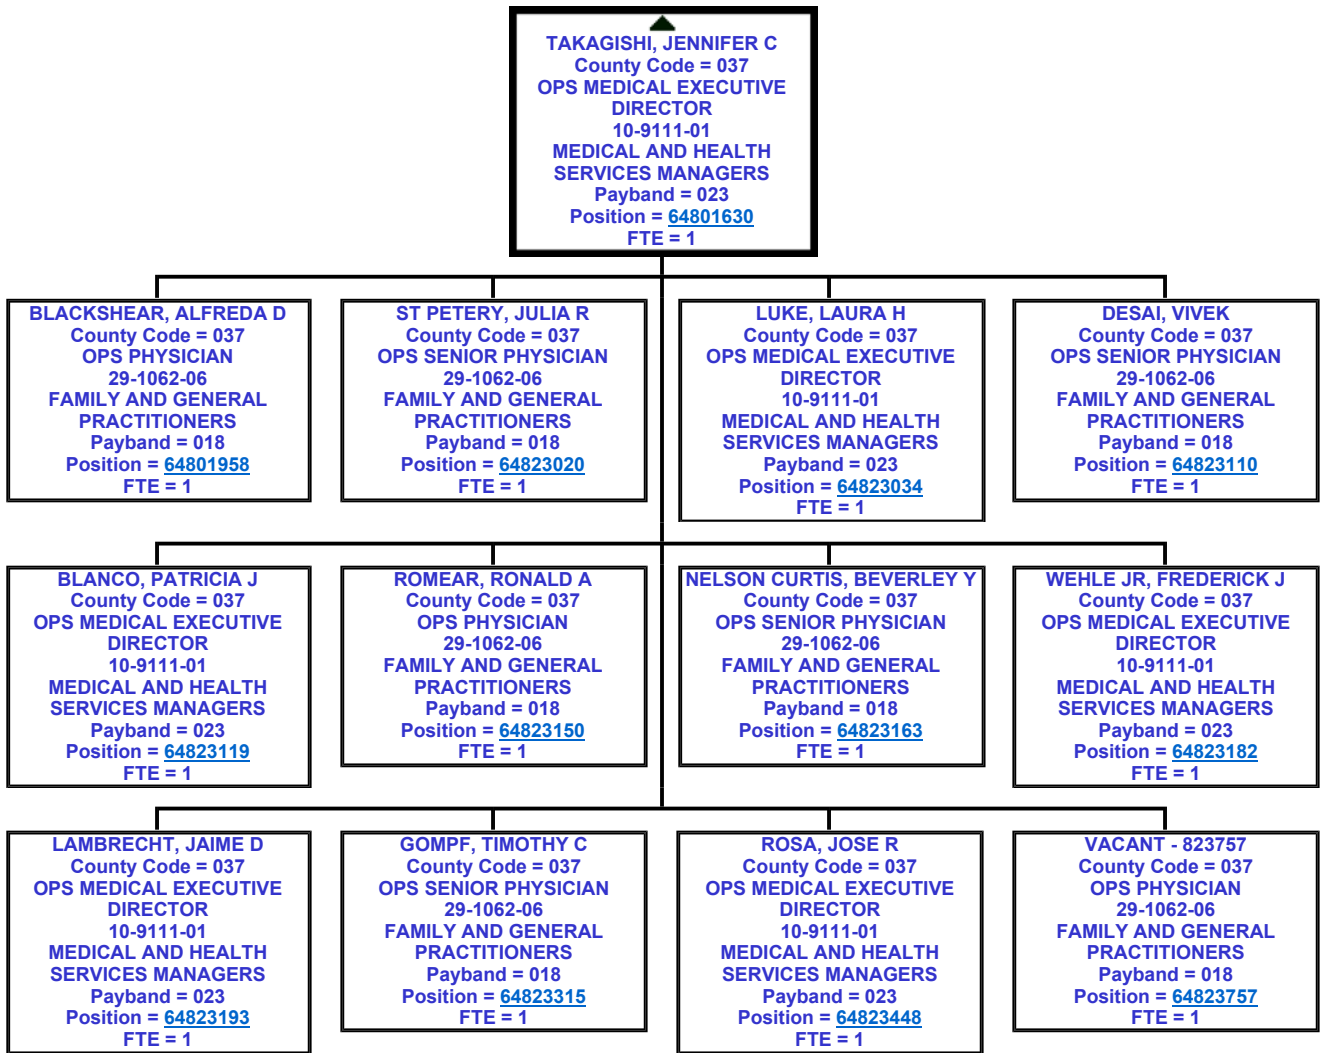 TAKAGISHI, JENNIFER C
County Code = 037
OPS MEDICAL EXECUTIVE
DIRECTOR
10-9111-01
MEDICAL AND HEALTH
SERVICES MANAGERS
Payband = 023
Position = 64801630
FTE = 1
BLACKSHEAR, ALFREDA D
County Code = 037
OPS PHYSICIAN
29-1062-06
FAMILY AND GENERAL
PRACTITIONERS
Payband = 018
Position = 64801958
FTE = 1
ST PETERY, JULIA R
County Code = 037
OPS SENIOR PHYSICIAN
29-1062-06
FAMILY AND GENERAL
PRACTITIONERS
Payband = 018
Position = 64823020
FTE = 1
LUKE, LAURA H
County Code = 037
OPS MEDICAL EXECUTIVE
DIRECTOR
10-9111-01
MEDICAL AND HEALTH
SERVICES MANAGERS
Payband = 023
Position = 64823034
FTE = 1
DESAI, VIVEK
County Code = 037
OPS SENIOR PHYSICIAN
29-1062-06
FAMILY AND GENERAL
PRACTITIONERS
Payband = 018
Position = 64823110
FTE = 1
BLANCO, PATRICIA J
County Code = 037
OPS MEDICAL EXECUTIVE
DIRECTOR
10-9111-01
MEDICAL AND HEALTH
SERVICES MANAGERS
Payband = 023
Position = 64823119
FTE = 1
ROMEAR, RONALD A
County Code = 037
OPS PHYSICIAN
29-1062-06
FAMILY AND GENERAL
PRACTITIONERS
Payband = 018
Position = 64823150
FTE = 1
NELSON CURTIS, BEVERLEY Y
County Code = 037
OPS SENIOR PHYSICIAN
29-1062-06
FAMILY AND GENERAL
PRACTITIONERS
Payband = 018
Position = 64823163
FTE = 1
WEHLE JR, FREDERICK J
County Code = 037
OPS MEDICAL EXECUTIVE
DIRECTOR
10-9111-01
MEDICAL AND HEALTH
SERVICES MANAGERS
Payband = 023
Position = 64823182
FTE = 1
LAMBRECHT, JAIME D
County Code = 037
OPS MEDICAL EXECUTIVE
DIRECTOR
10-9111-01
MEDICAL AND HEALTH
SERVICES MANAGERS
Payband = 023
Position = 64823193
FTE = 1
GOMPF, TIMOTHY C
County Code = 037
OPS SENIOR PHYSICIAN
29-1062-06
FAMILY AND GENERAL
PRACTITIONERS
Payband = 018
Position = 64823315
FTE = 1
ROSA, JOSE R
County Code = 037
OPS MEDICAL EXECUTIVE
DIRECTOR
10-9111-01
MEDICAL AND HEALTH
SERVICES MANAGERS
Payband = 023
Position = 64823448
FTE = 1
VACANT - 823757
County Code = 037
OPS PHYSICIAN
29-1062-06
FAMILY AND GENERAL
PRACTITIONERS
Payband = 018
Position = 64823757
FTE = 1